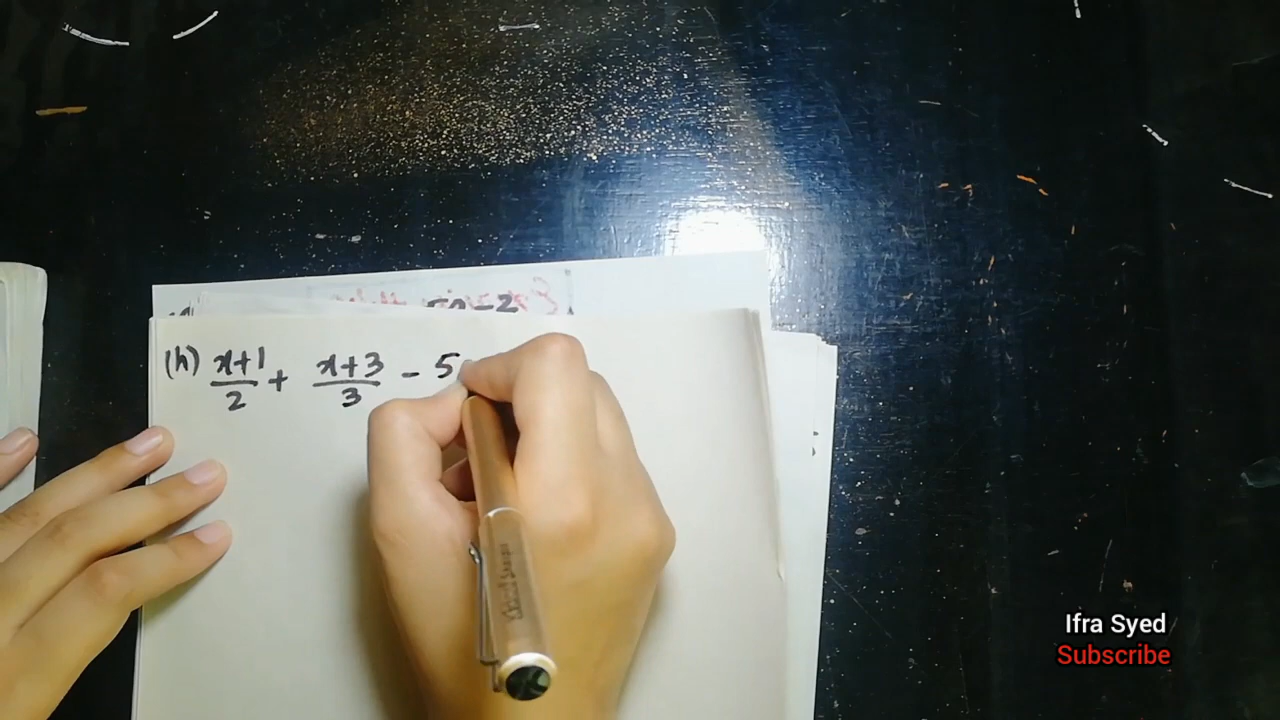 (h) x+1/2 + x+3/3 - 5
Ifra Syed
Subscribe